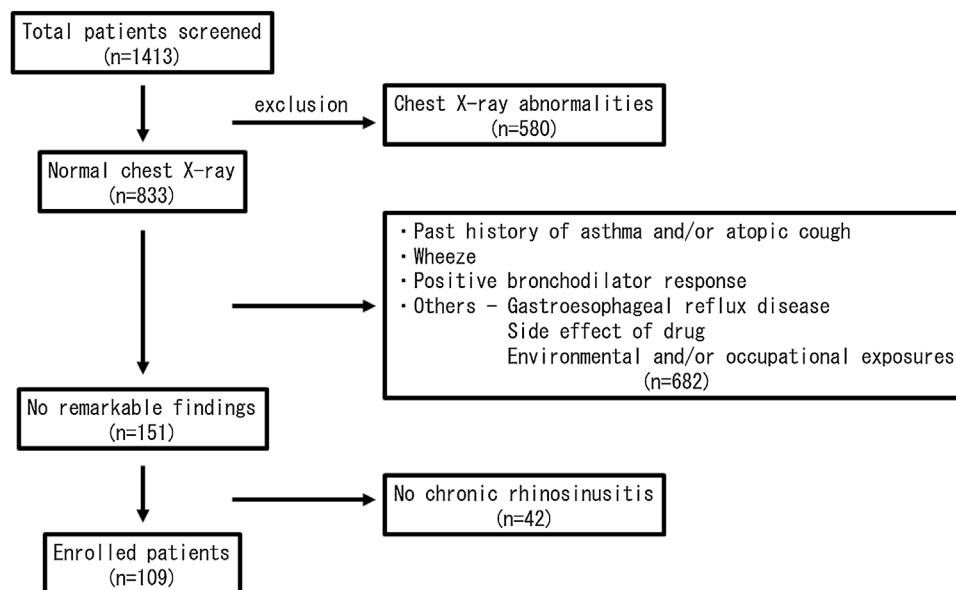 Total patients screened
(n=1413)
exclusion
Chest X-ray abnormalities
(n=580)
Normal chest X-ray
(n=833)
・Past history of asthma and/or atopic cough
・Wheeze
・Positive bronchodilator response
・Others – Gastroesophageal reflux disease
Side effect of drug
Environmental and/or occupational exposures
(n=682)
No remarkable findings
(n=151)
No chronic rhinosinusitis
(n=42)
Enrolled patients
(n=109)